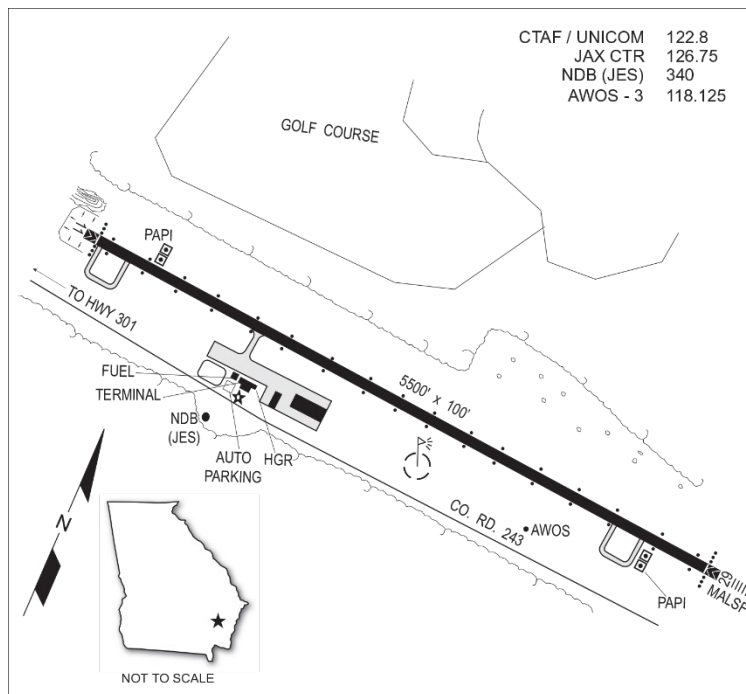 CTAF / UNICOM 122.8
JAX CTR 126.75
NDB (JES) 340
AWOS - 3 118.125
GOLF COURSE
PAPI
TO HWY 301
FUEL
TERMINAL
5500' x 100'
NDB
(JES)
AUTO
PARKING
HGR
CO. RD. 243
AWOS
PAPI
29
MALSF
N
NOT TO SCALE